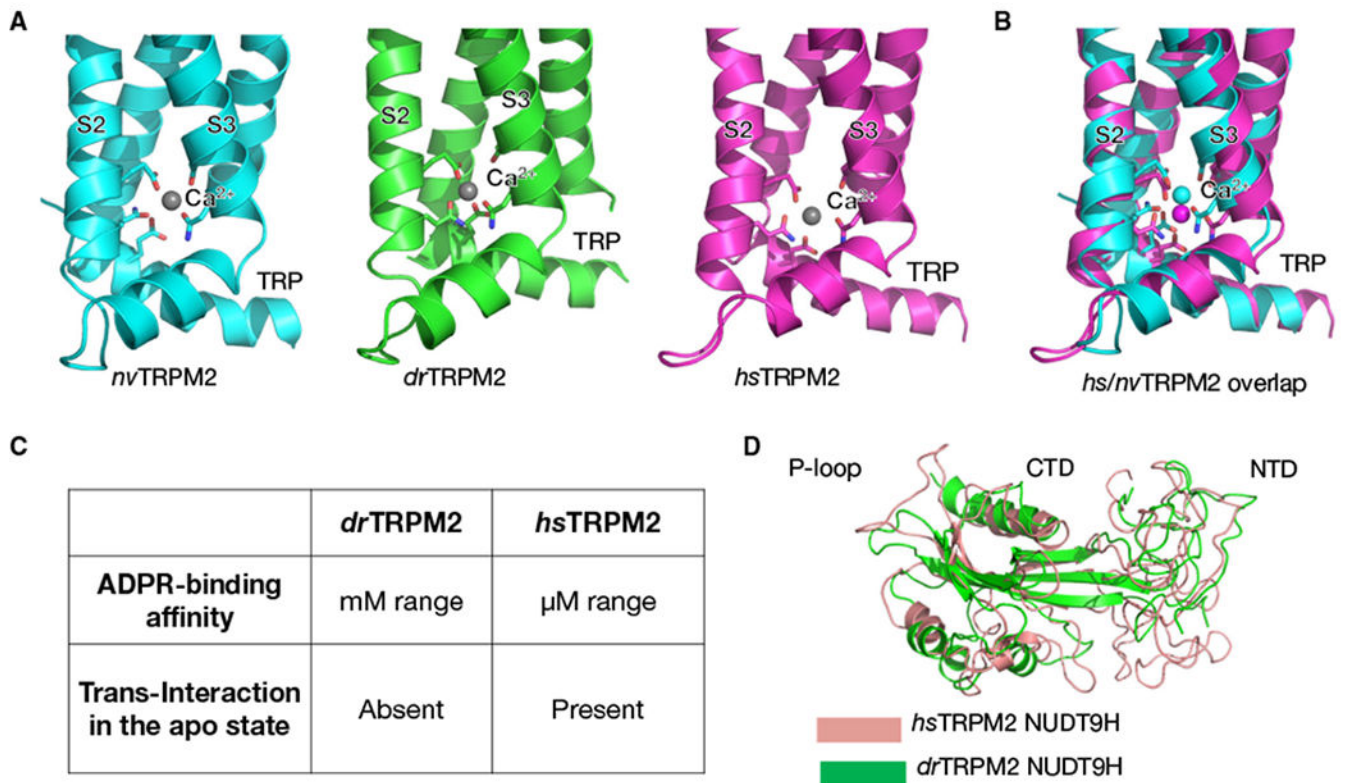 A
S2
S3
Ca²⁺
TRP
nvTRPM2
S2
S3
Ca²⁺
TRP
drTRPM2
S2
S3
Ca²⁺
TRP
hsTRPM2
B
S2
S3
Ca²⁺
TRP
hs/nvTRPM2 overlap
C
drTRPM2 hsTRPM2
ADPR-binding
affinity
mM range µM range
Trans-Interaction
in the apo state
Absent Present
D
P-loop CTD NTD
hsTRPM2 NUDT9H
drTRPM2 NUDT9H